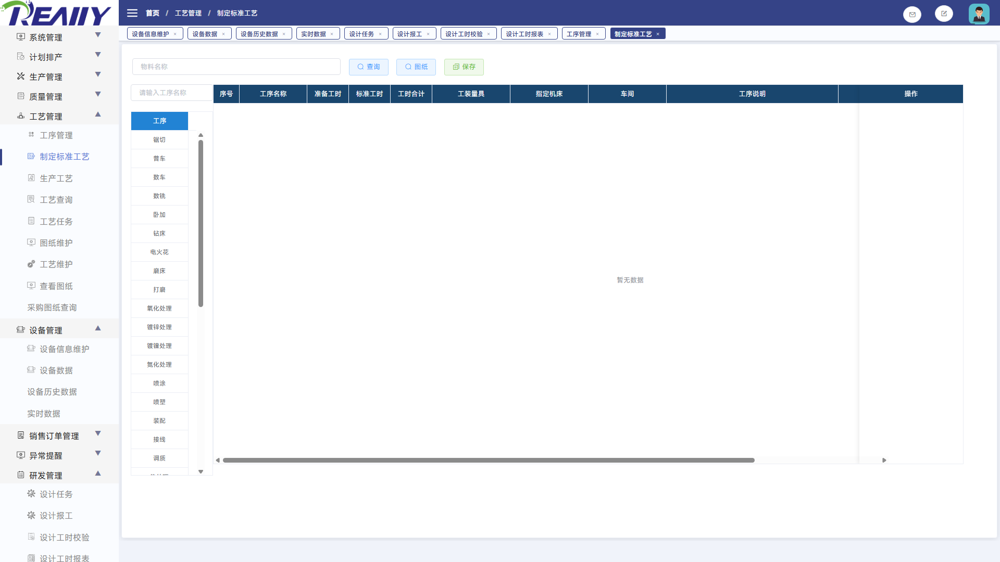 REAllY
首页 / 工艺管理 / 制定标准工艺
设备信息维护 × 设备数据 × 设备历史数据 × 实时数据 × 设计任务 × 设计报工 × 设计工时校验 × 设计工时报表 × 工序管理 × 制定标准工艺 ×
系统管理
计划排产
生产管理
质量管理
工艺管理
工序管理
制定标准工艺
生产工艺
工艺查询
工艺任务
图纸维护
工艺维护
查看图纸
采购图纸查询
设备管理
设备信息维护
设备数据
设备历史数据
实时数据
销售订单管理
异常提醒
研发管理
设计任务
设计报工
设计工时校验
设计工时报表
物料名称 查询 图纸 保存
请输入工序名称
工序
锯切
普车
数车
数铣
卧加
钻床
电火花
磨床
打磨
氧化处理
镀锌处理
镀镍处理
氮化处理
喷涂
喷塑
装配
接线
调质
序号 工序名称 准备工时 标准工时 工时合计 工装量具 指定机床 车间 工序说明 操作
暂无数据